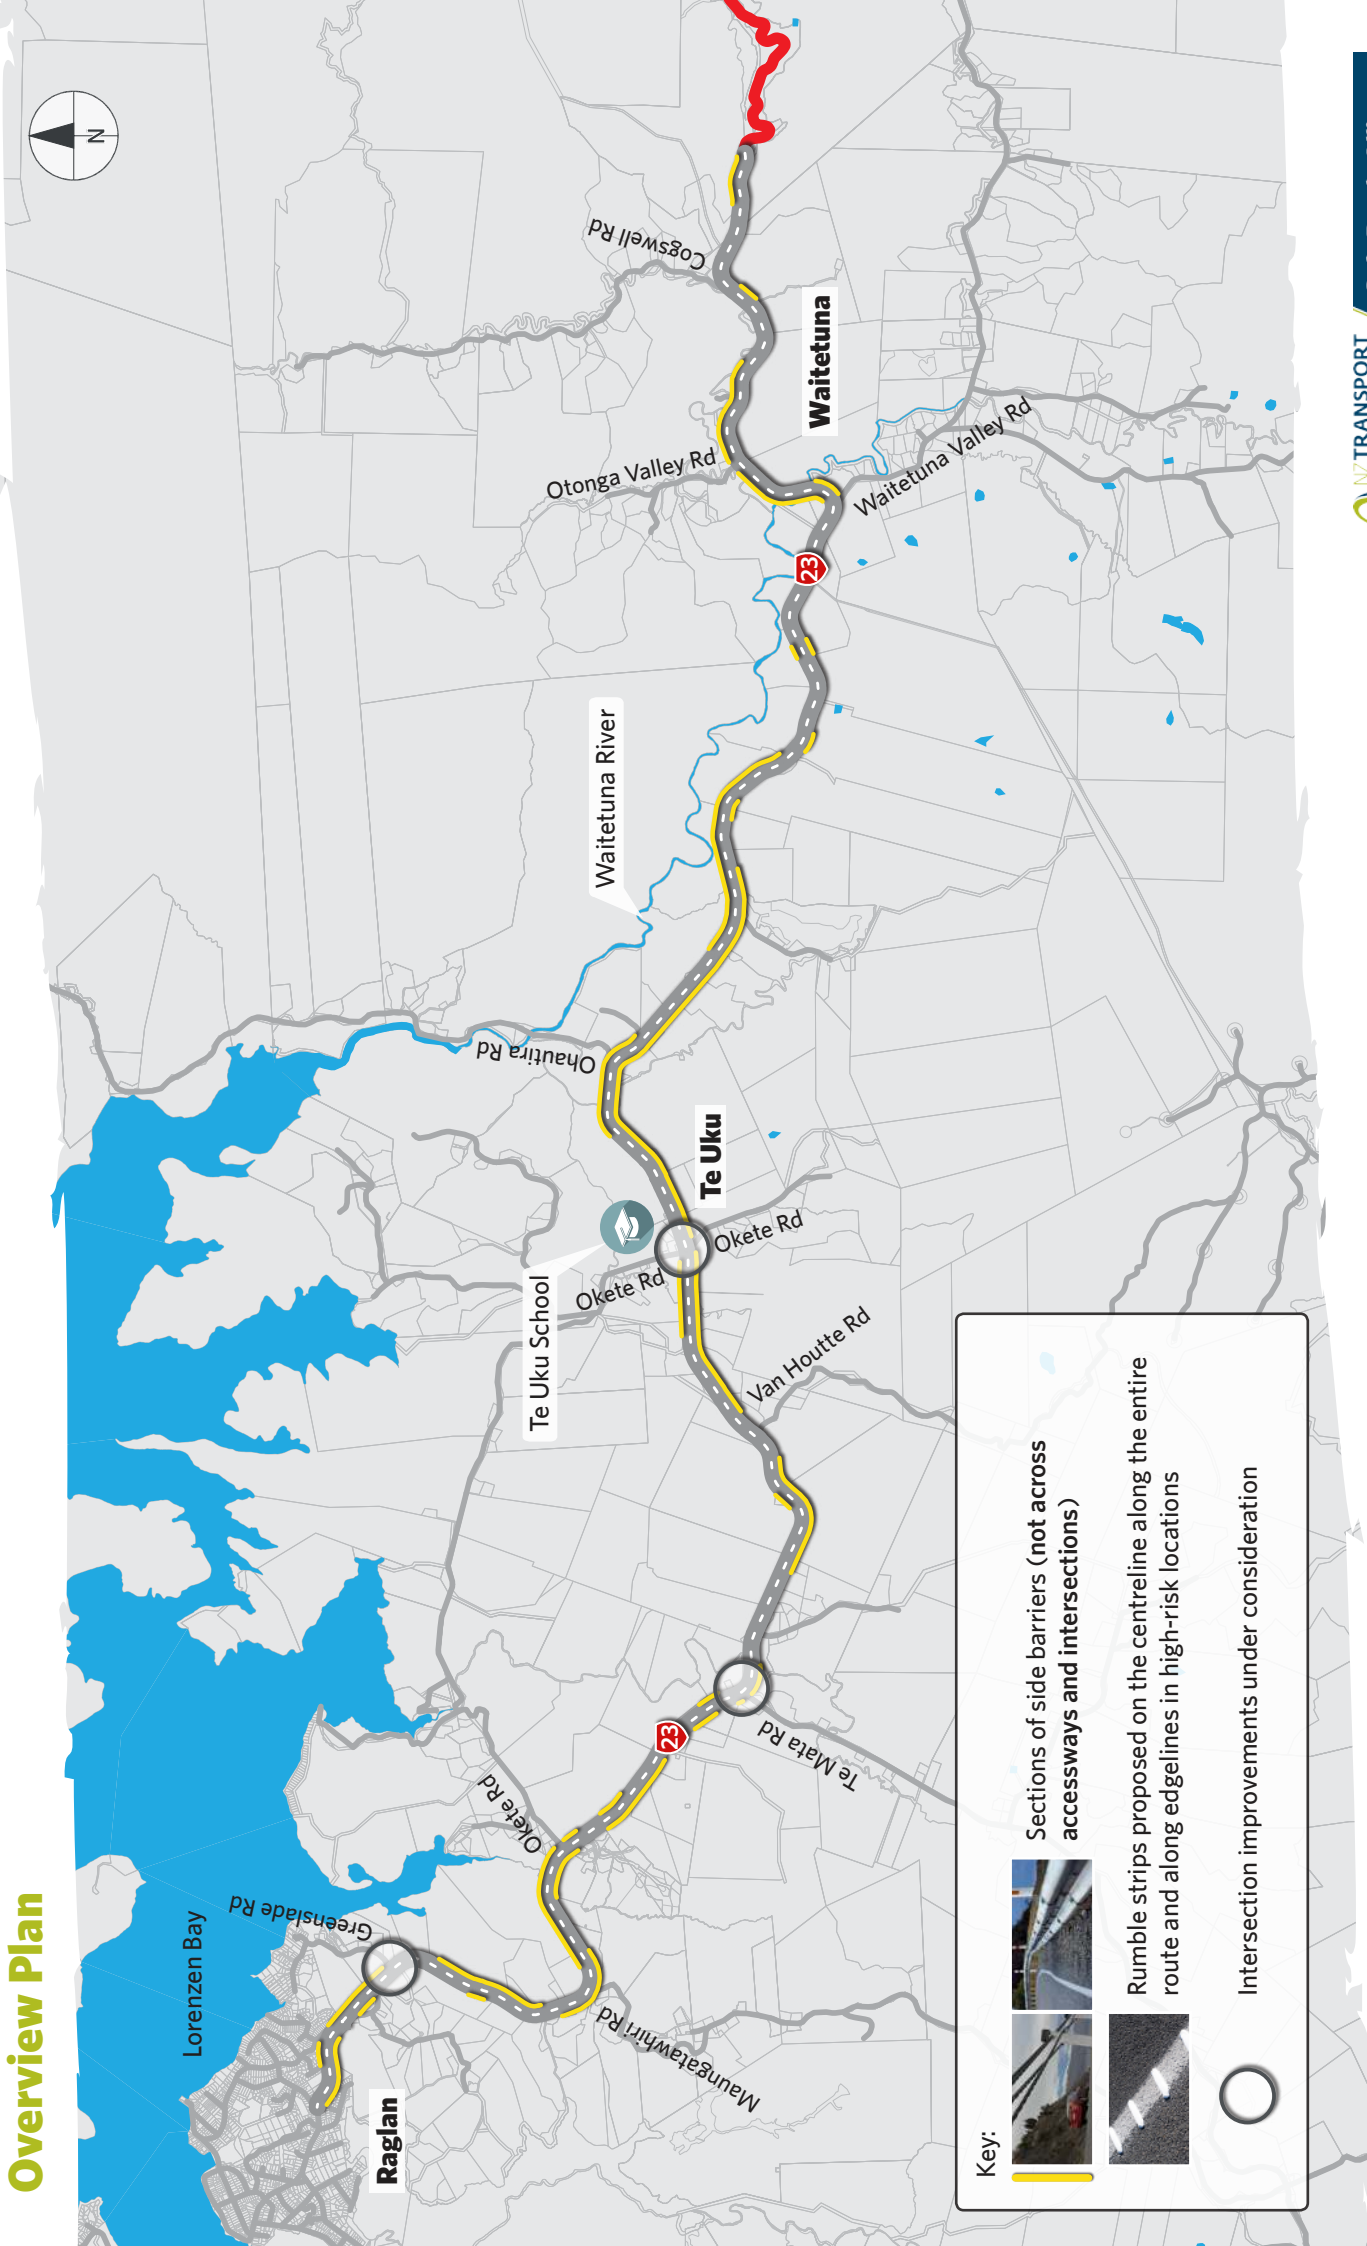 Overview Plan
N
Lorenzen Bay
Greenslade Rd
Raglan
Maungatawhiri Rd
Okete Rd
23
Te Mata Rd
Van Houtte Rd
Te Uku School
Okete Rd
Okete Rd
Te Uku
Ohautira Rd
Waitetuna River
23
Otonga Valley Rd
Waitetuna Valley Rd
Waitetuna
Cogswell Rd
Key:
Sections of side barriers (not across
accessways and intersections)
Rumble strips proposed on the centreline along the entire
route and along edgelines in high-risk locations
Intersection improvements under consideration
NZ TRANSPORT